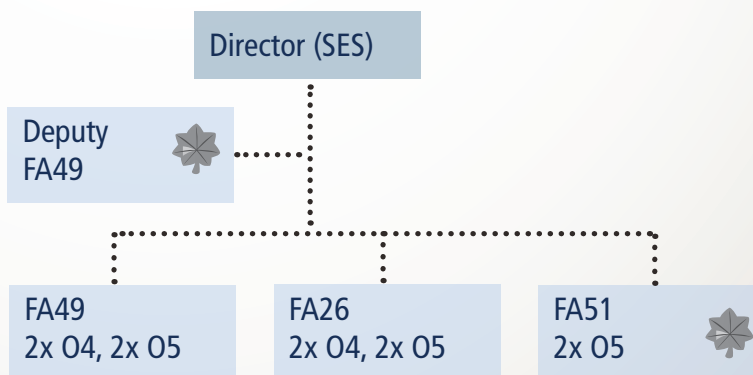 Director (SES)
Deputy
FA49
FA49
2x O4, 2x O5
FA26
2x O4, 2x O5
FA51
2x O5